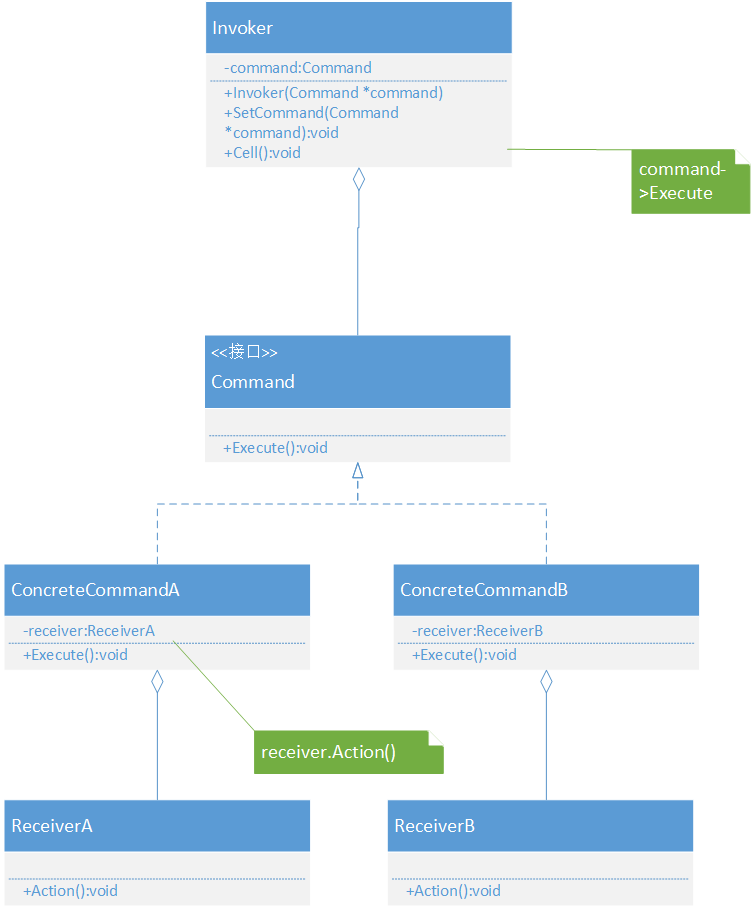 Invoker
-command:Command
+Invoker(Command *command)
+SetCommand(Command
*command):void
+Cell():void
command-
>Execute
<<接口>>
Command
+Execute():void
ConcreteCommandA
-receiver:ReceiverA
+Execute():void
ConcreteCommandB
-receiver:ReceiverB
+Execute():void
receiver.Action()
ReceiverA
+Action():void
ReceiverB
+Action():void